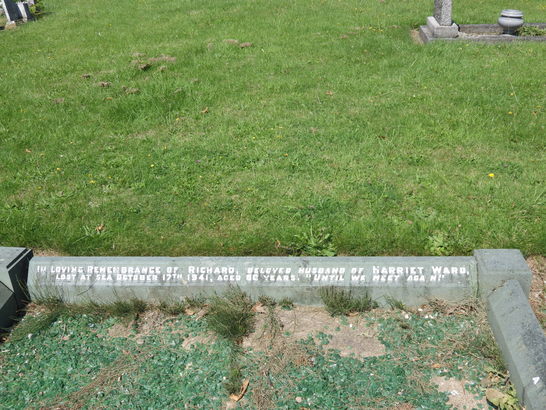 IN LOVING REMEMBRANCE OF RICHARD, BELOVED HUSBAND OF HARRIET WARD,
LOST AT SEA OCTOBER 17TH 1941, AGED YEARS. "UNTIL WE MEET AGAIN"